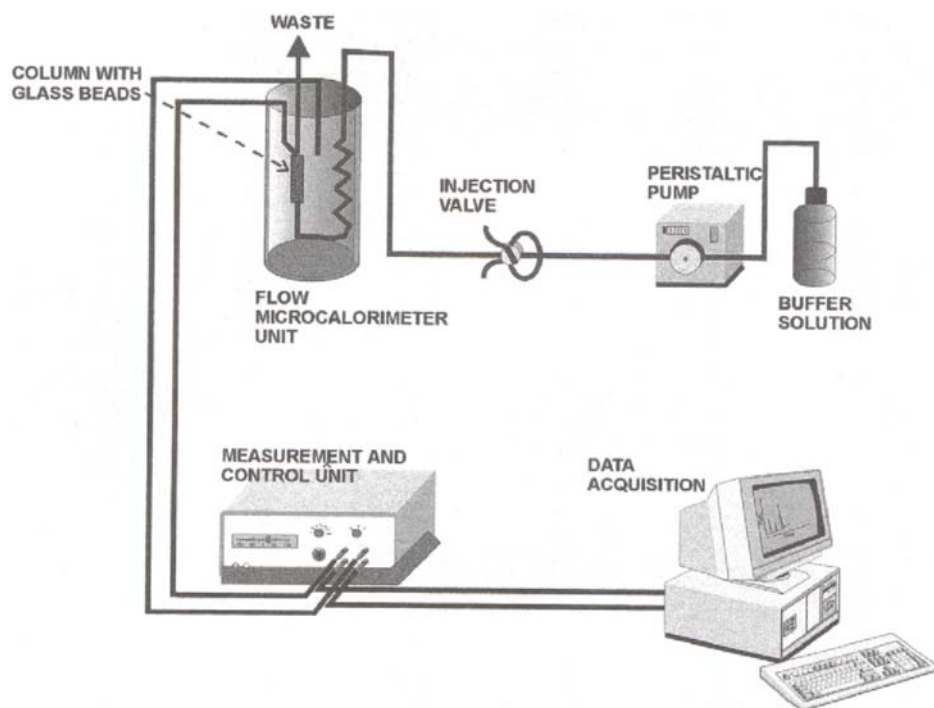 WASTE
COLUMN WITH
GLASS BEADS
INJECTION
VALVE
PERISTALTIC
PUMP
FLOW
MICROCALORIMETER
UNIT
BUFFER
SOLUTION
MEASUREMENT AND
CONTROL UNIT
DATA
ACQUISITION